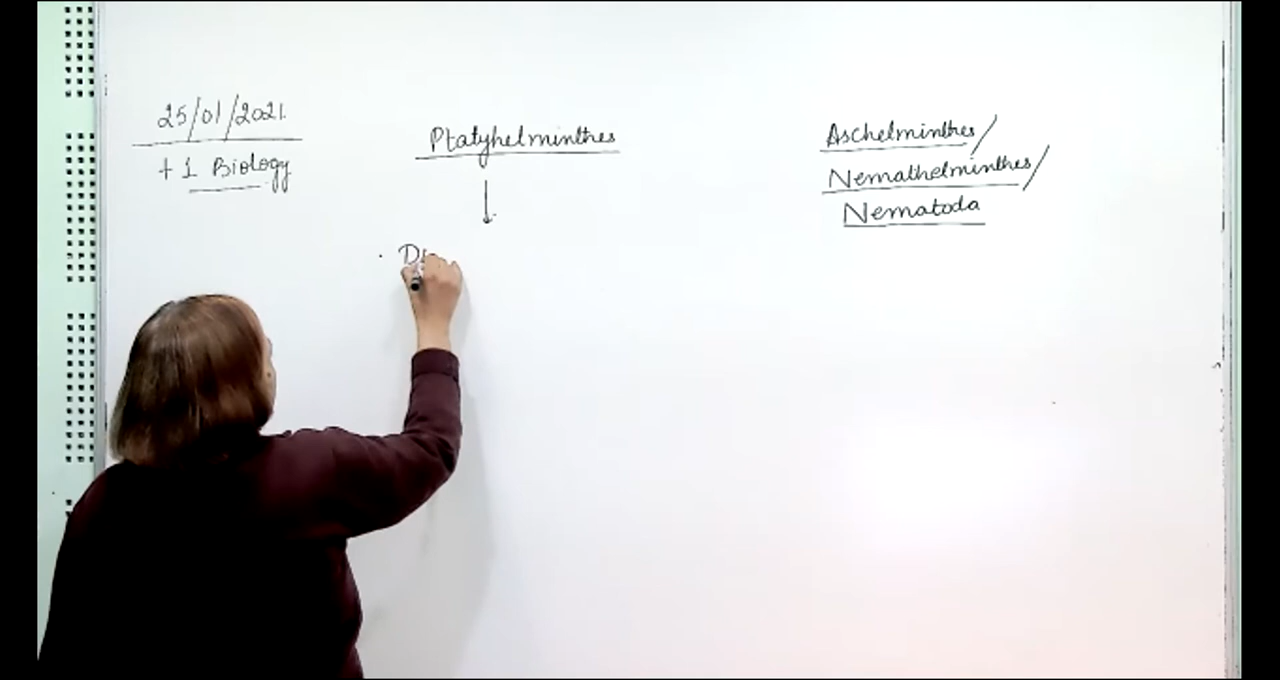 25/01/2021
+1 Biology
Platyhelminthes
Aschelminthes/
Nemathelminthes/
Nematoda